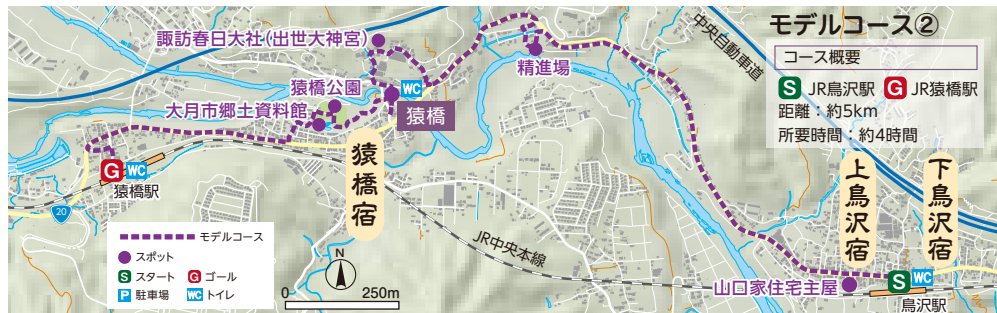 モデルコース②
コース概要
S JR鳥沢駅 G JR猿橋駅
距離：約5km
所要時間：約4時間
中央自動車道
諏訪春日大社（出世大神宮）
精進場
猿橋公園
WC
大月市郷土資料館
猿橋
猿橋宿
上鳥沢宿
下鳥沢宿
G WC
猿橋駅
20
JR中央本線
山口家住宅主屋
S WC
鳥沢駅
モデルコース
スポット
S スタート G ゴール
P 駐車場 WC トイレ
N
0 250m